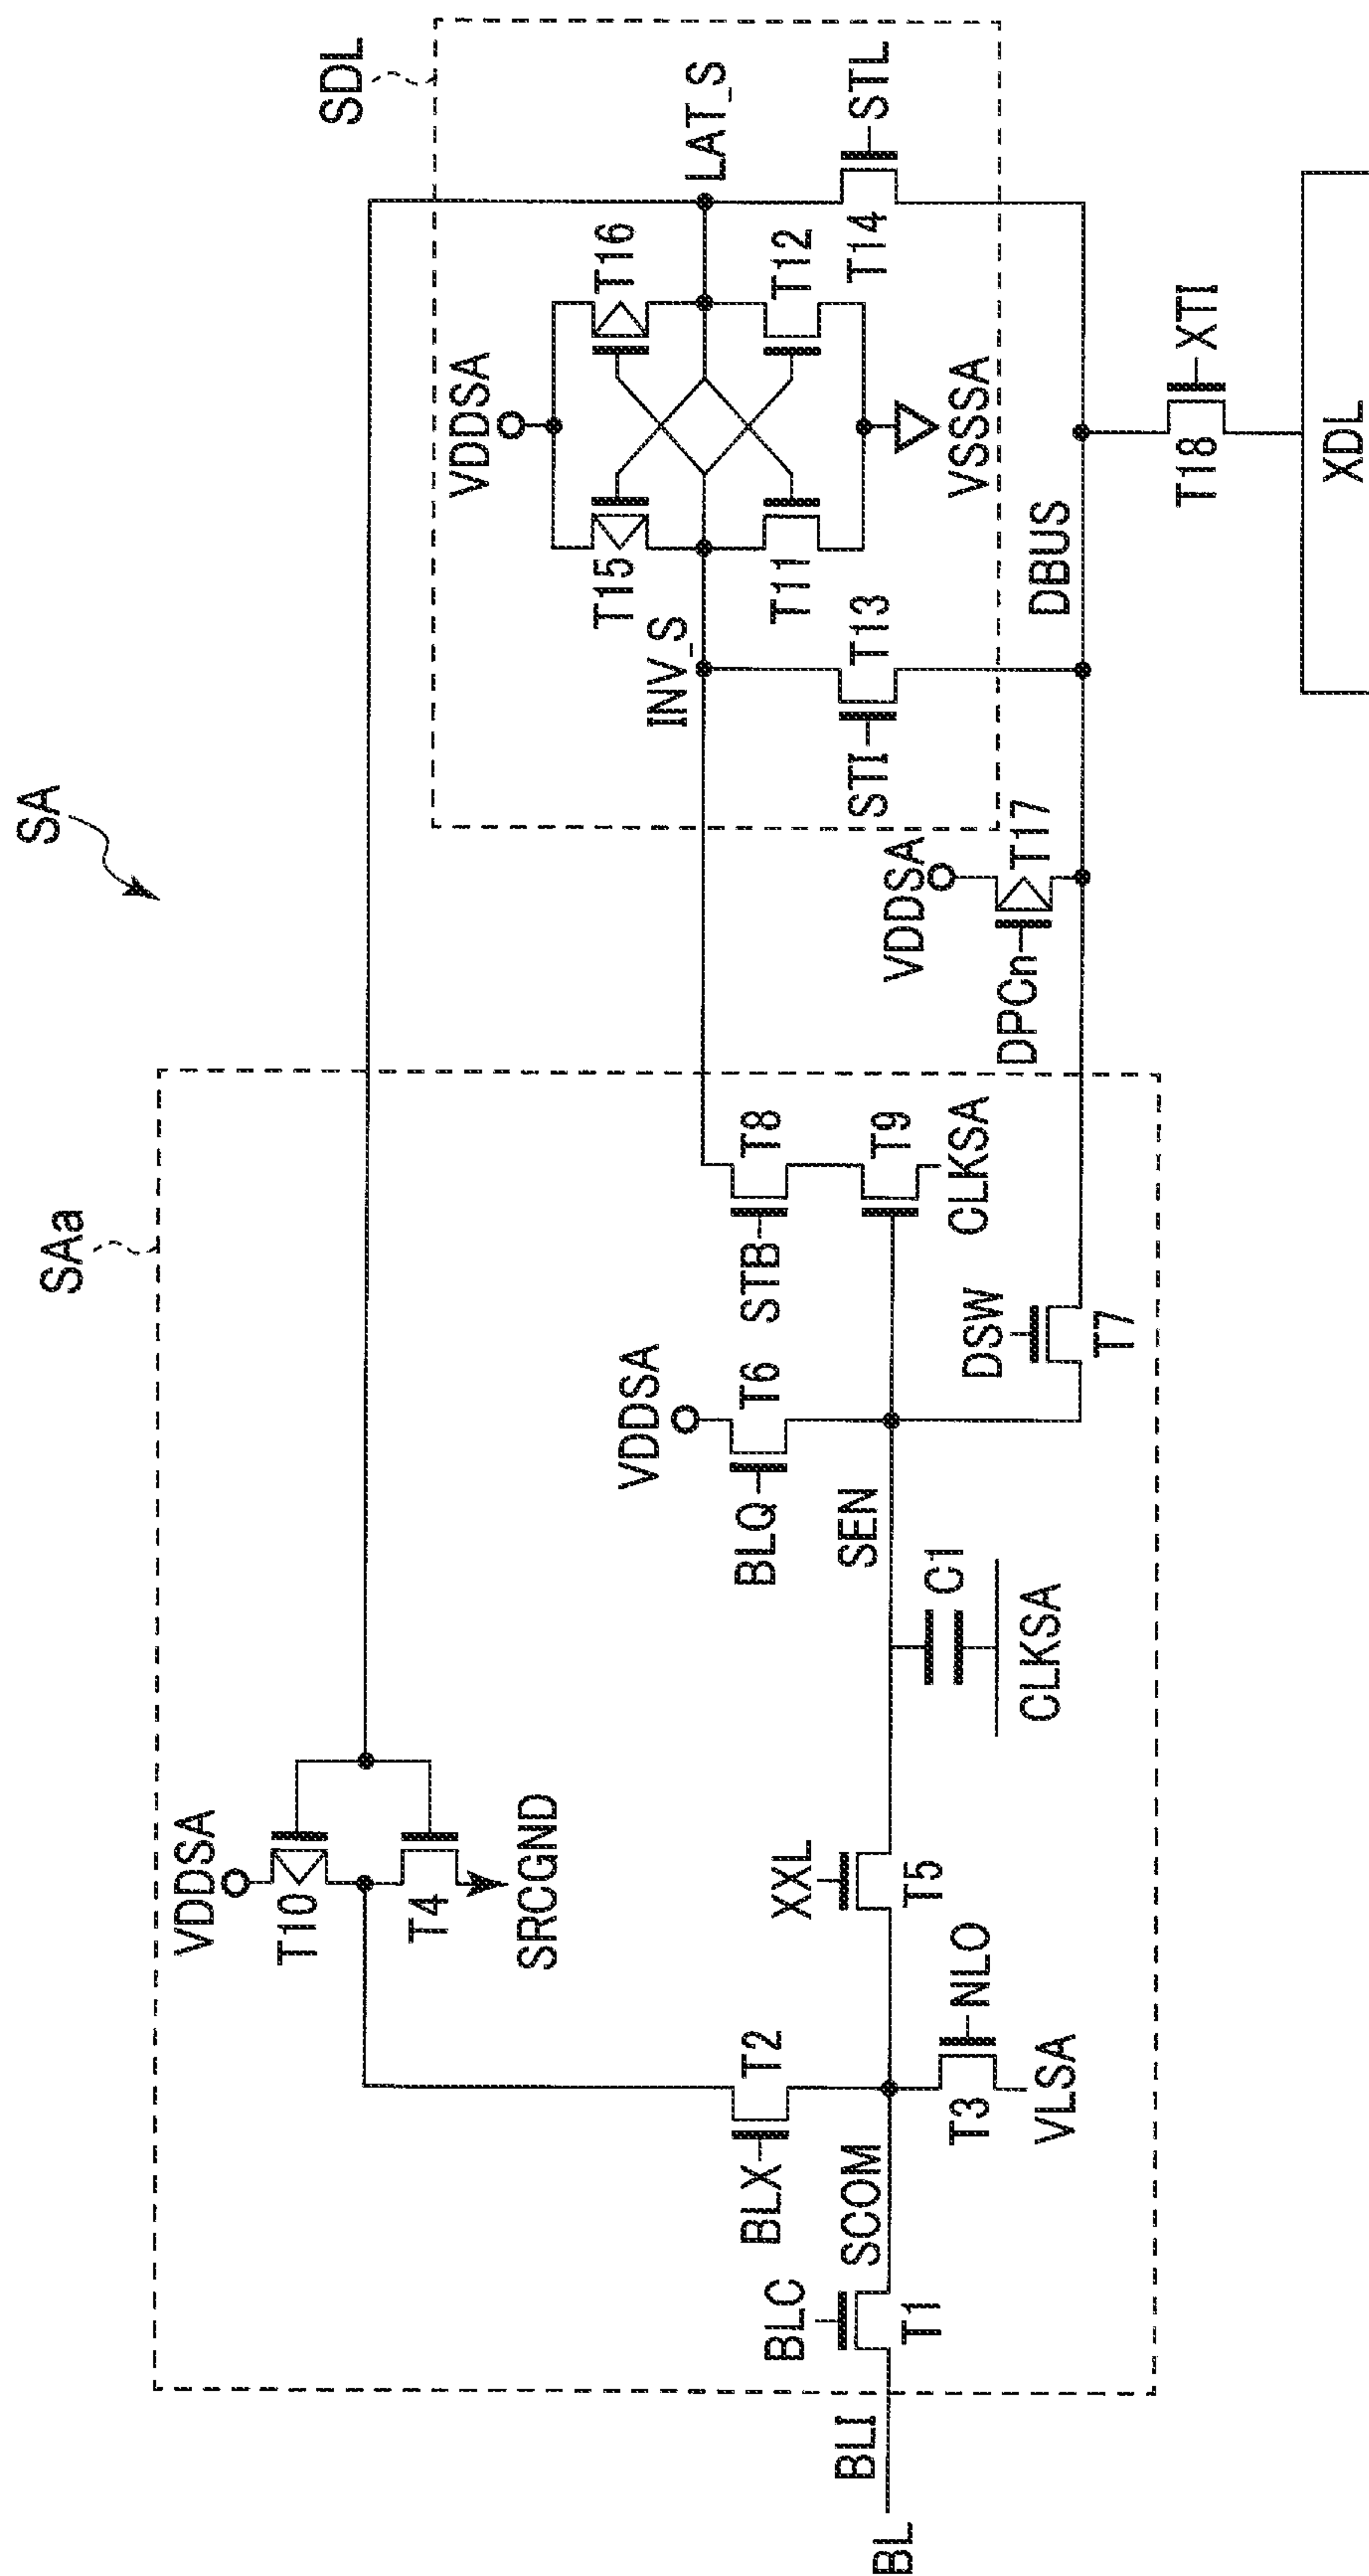 SA
SAa
SDL
VDDSA
T10
T4
SRCGND
LAT_S
VDDSA
T15
T16
INV_S
T11
T12
VSSSA
STI
T13
T14
STL
VDDSA
BLQ
T6
STB
T8
T9
CLKSA
BLX
T2
BL
BLI
BLC
T1
SCOM
T3
NLO
VLSA
XXL
T5
SEN
C1
CLKSA
DSW
T7
VDDSA
DPCn
T17
DBUS
T18
XTI
XDL